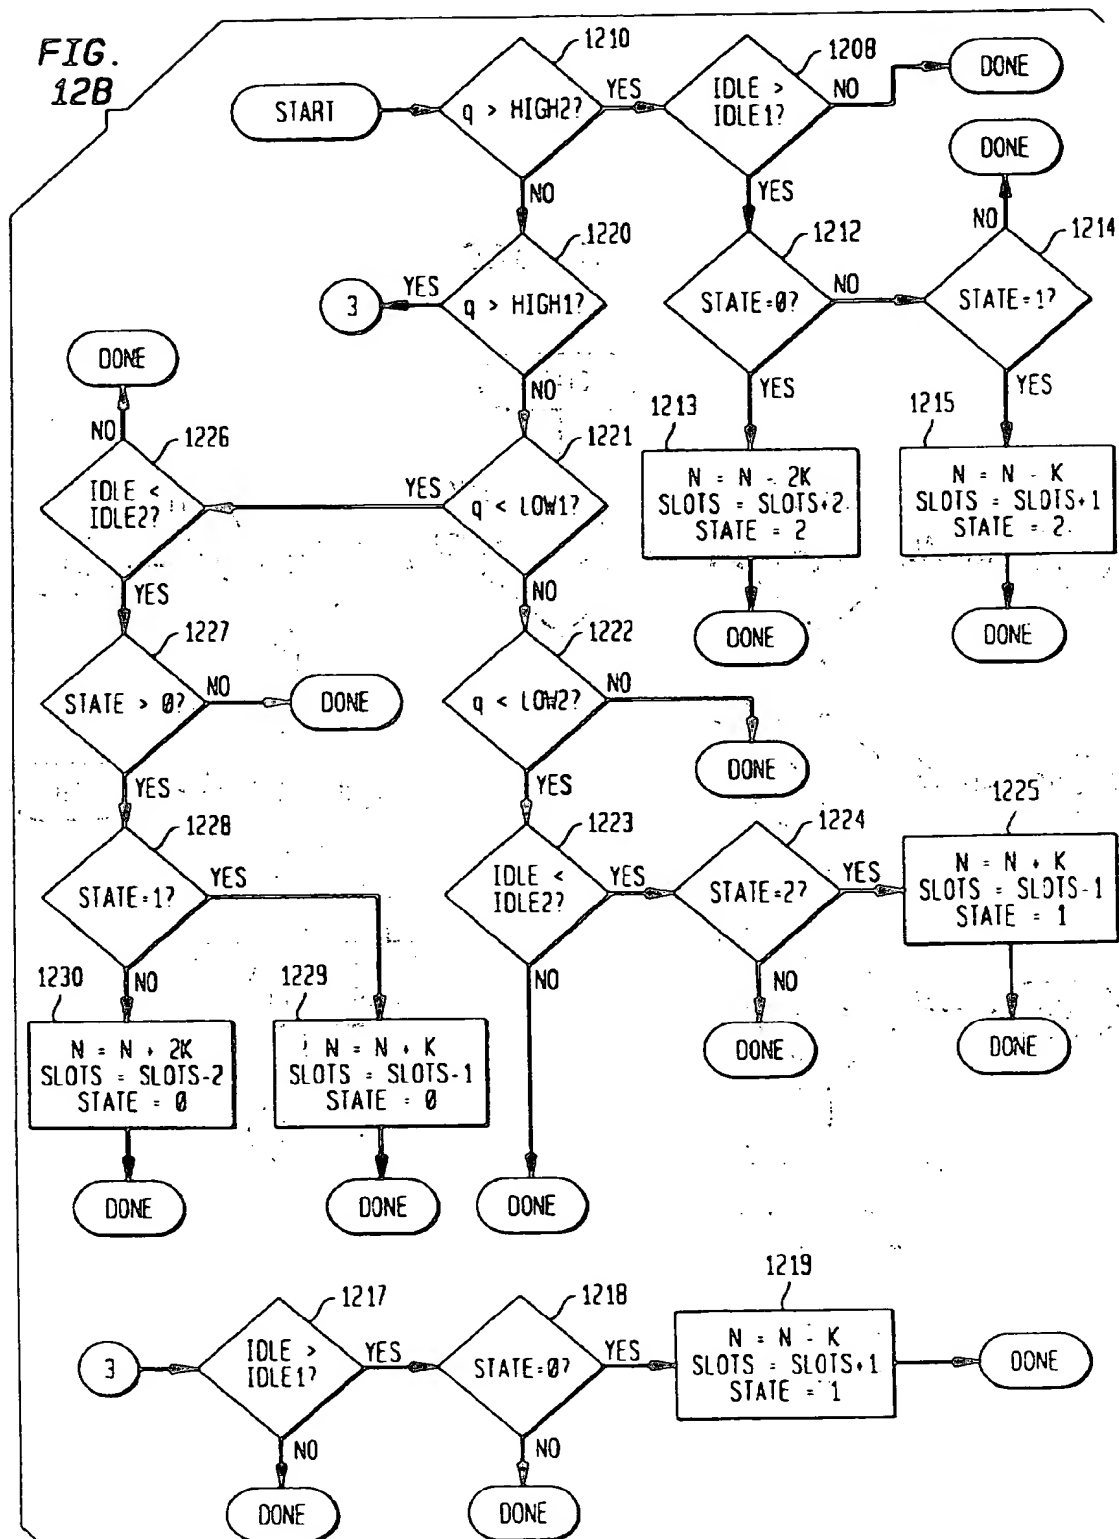 FIG.
12B
START
1210
q > HIGH2?
YES
NO
1208
IDLE >
IDLE1?
NO
YES
DONE
DONE
NO
1220
q > HIGH1?
YES
3
NO
1212
STATE=0?
NO
YES
1214
STATE=1?
YES
DONE
NO
1226
IDLE <
IDLE2?
YES
YES
1221
q < LOW1?
NO
1213
N = N - 2K
SLOTS = SLOTS+2
STATE = 2
DONE
1215
N = N - K
SLOTS = SLOTS+1
STATE = 2
DONE
1227
STATE > 0?
NO
DONE
YES
1222
q < LOW2?
NO
DONE
YES
1228
STATE=1?
YES
NO
1223
IDLE <
IDLE2?
YES
NO
1224
STATE=2?
YES
NO
DONE
1225
N = N + K
SLOTS = SLOTS-1
STATE = 1
DONE
1230
N = N + 2K
SLOTS = SLOTS-2
STATE = 0
DONE
1229
N = N + K
SLOTS = SLOTS-1
STATE = 0
DONE
DONE
3
1217
IDLE >
IDLE1?
YES
NO
DONE
1218
STATE=0?
YES
NO
DONE
1219
N = N - K
SLOTS = SLOTS+1
STATE = 1
DONE